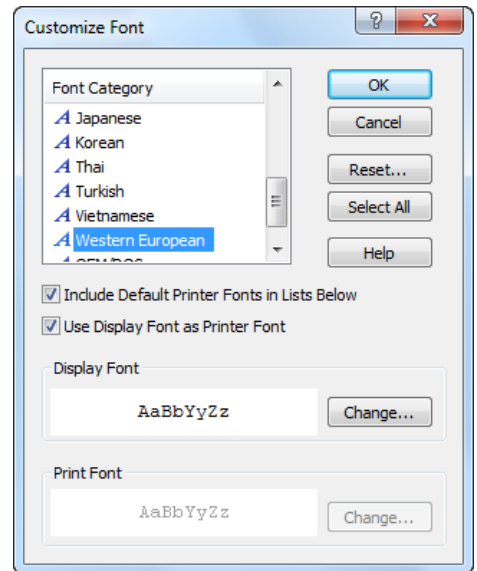 Customize Font
Font Category
Japanese
Korean
Thai
Turkish
Vietnamese
Western European
OEM/DOS
OK
Cancel
Reset...
Select All
Help
Include Default Printer Fonts in Lists Below
Use Display Font as Printer Font
Display Font
AaBbYyZz
Change...
Print Font
AaBbYyZz
Change...